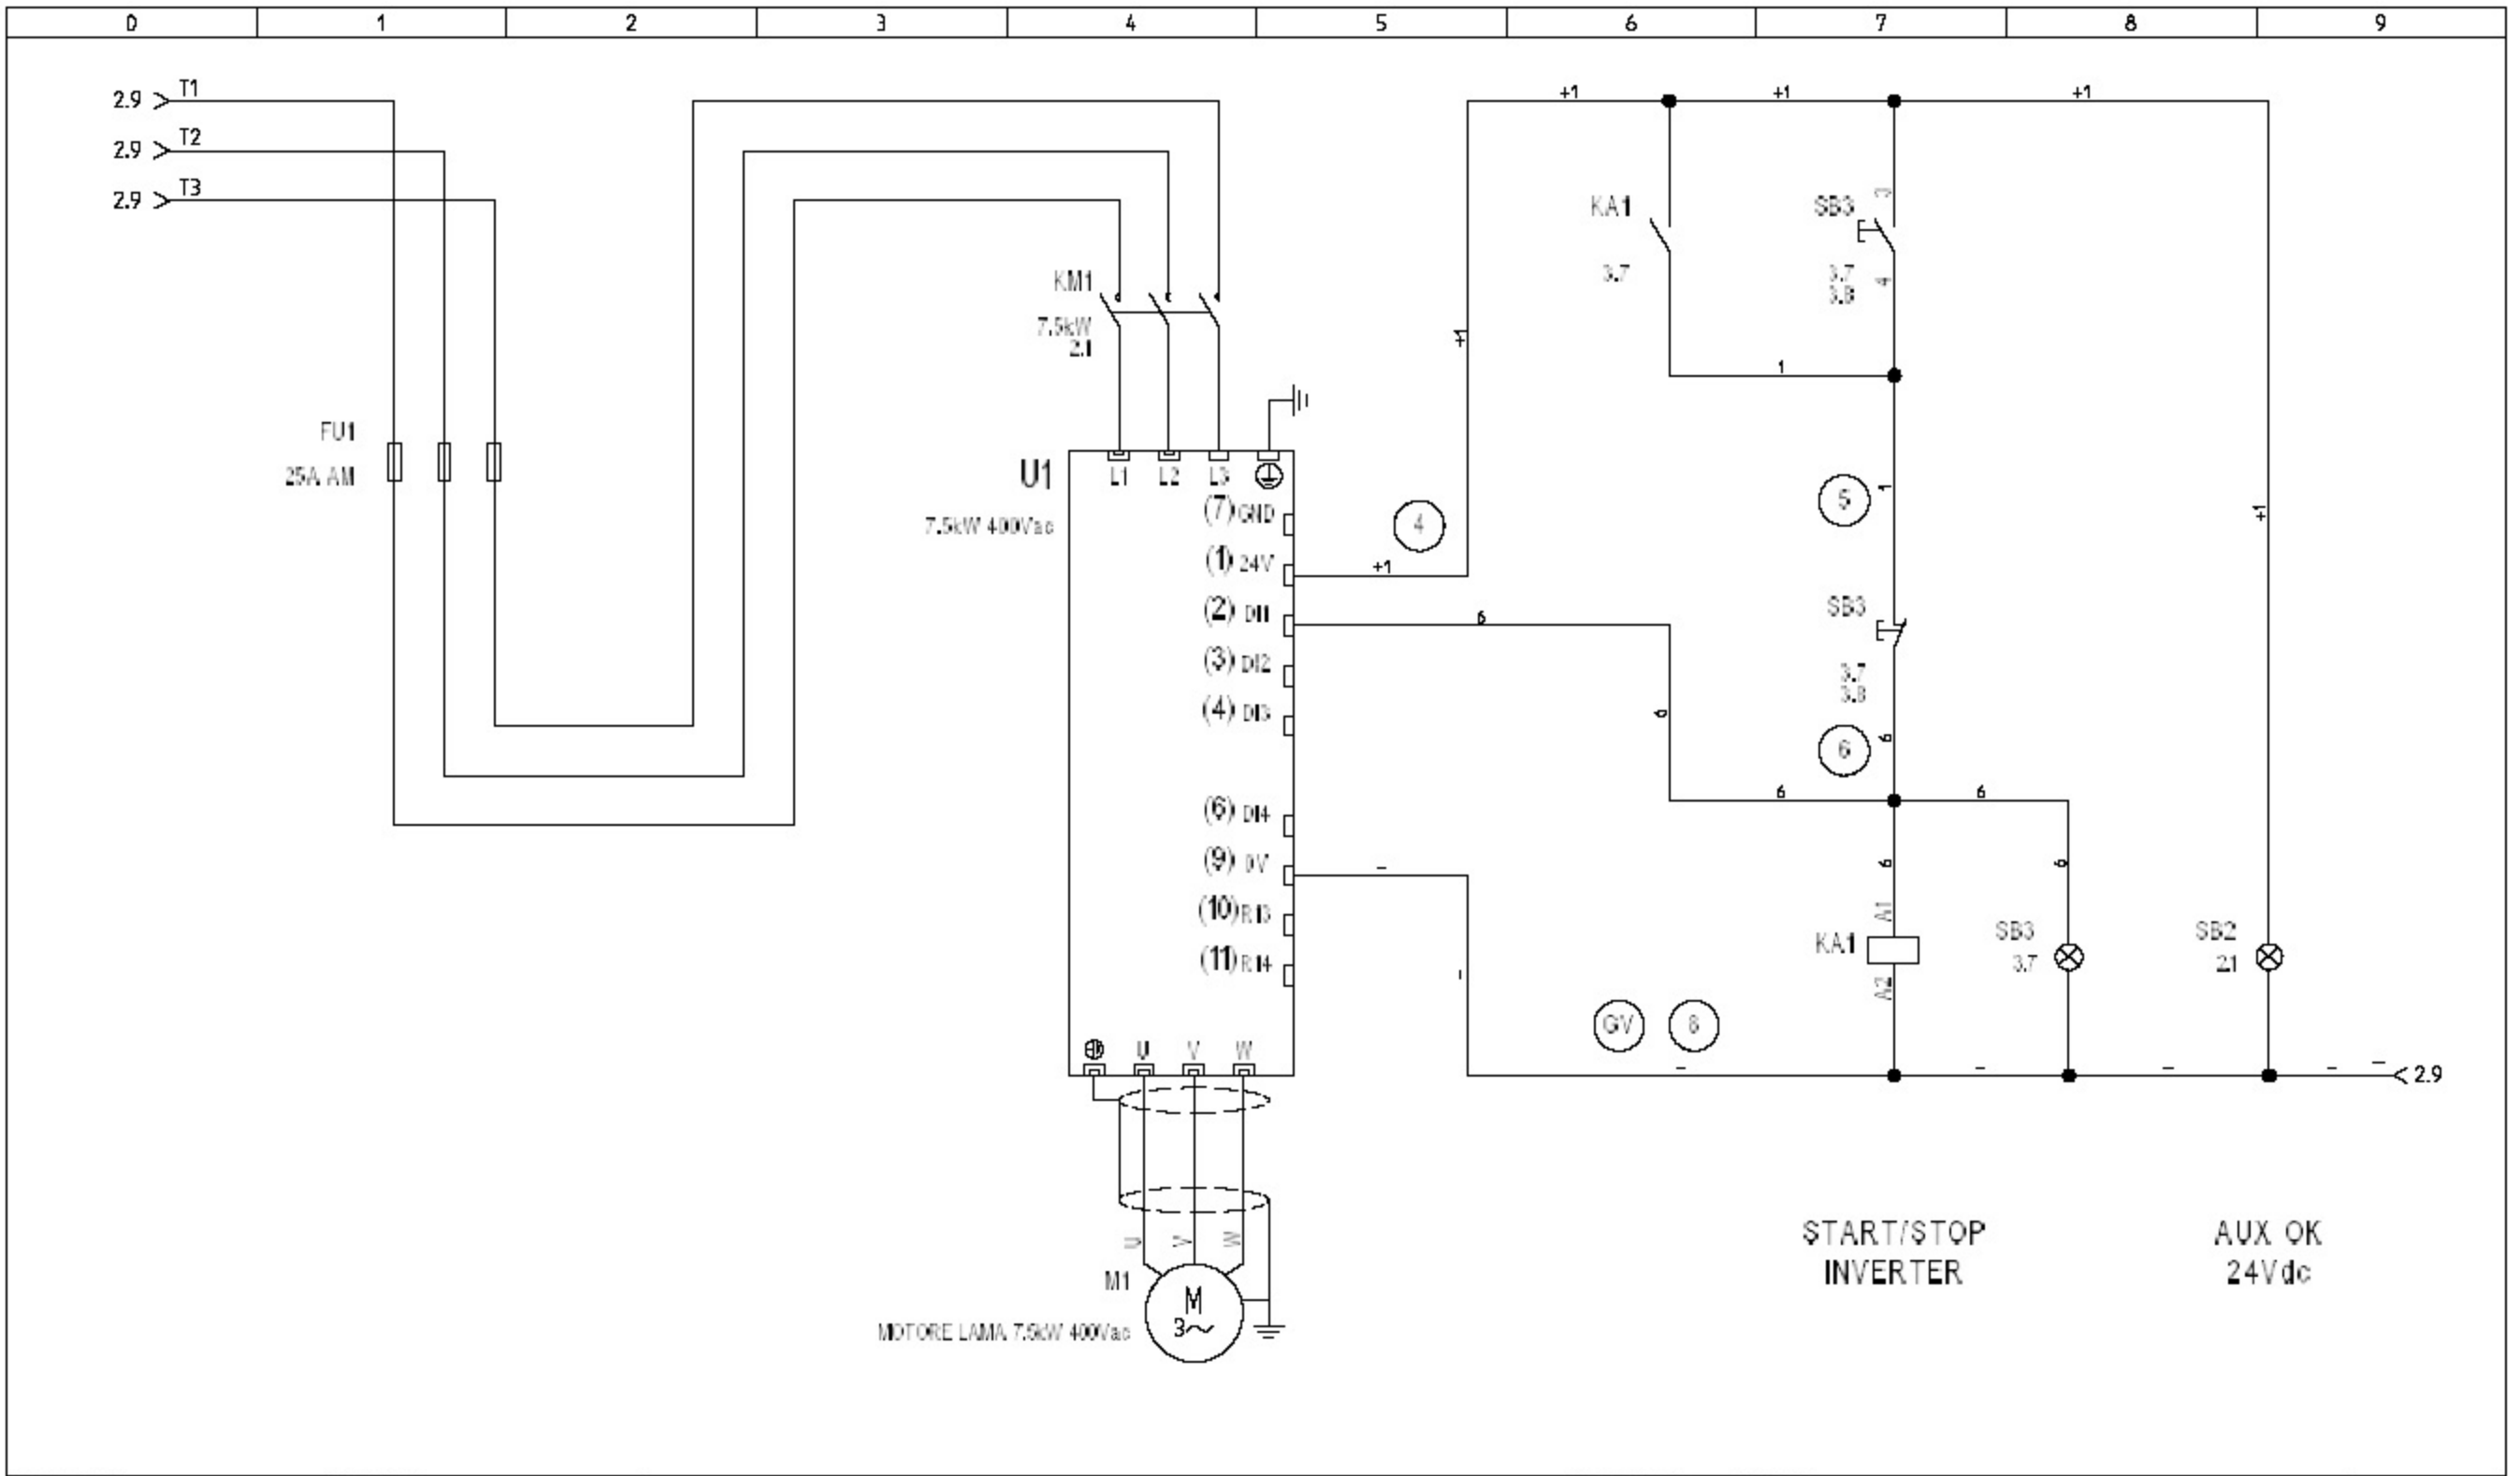 0 1 2 3 4 5 6 7 8 9
2.9 T1
2.9 T2
2.9 T3
+1 +1 +1
KA1
3.7
SB3
3
3.7
3.8
4
KM1
7.5kW
2.1
+1
1
FU1
25A AM
U1
7.5kW 400Vac
L1 L2 L3
(7) GND
(1) 24V
(2) DI1
(3) DI2
(4) DI3
(6) DI4
(9) 0V
(10) R13
(11) R14
4
+1
6
5
1
+1
SB3
3.7
3.8
6
6
6
6 6
6
6
-
-
A1
KA1
A2
SB3
3.7
SB2
2.1
GV 8
- - - - - 2.9
U V W
U V W
M1
M
3~
MOTORE LAMA 7.5kW 400Vac
START/STOP
INVERTER
AUX OK
24Vdc